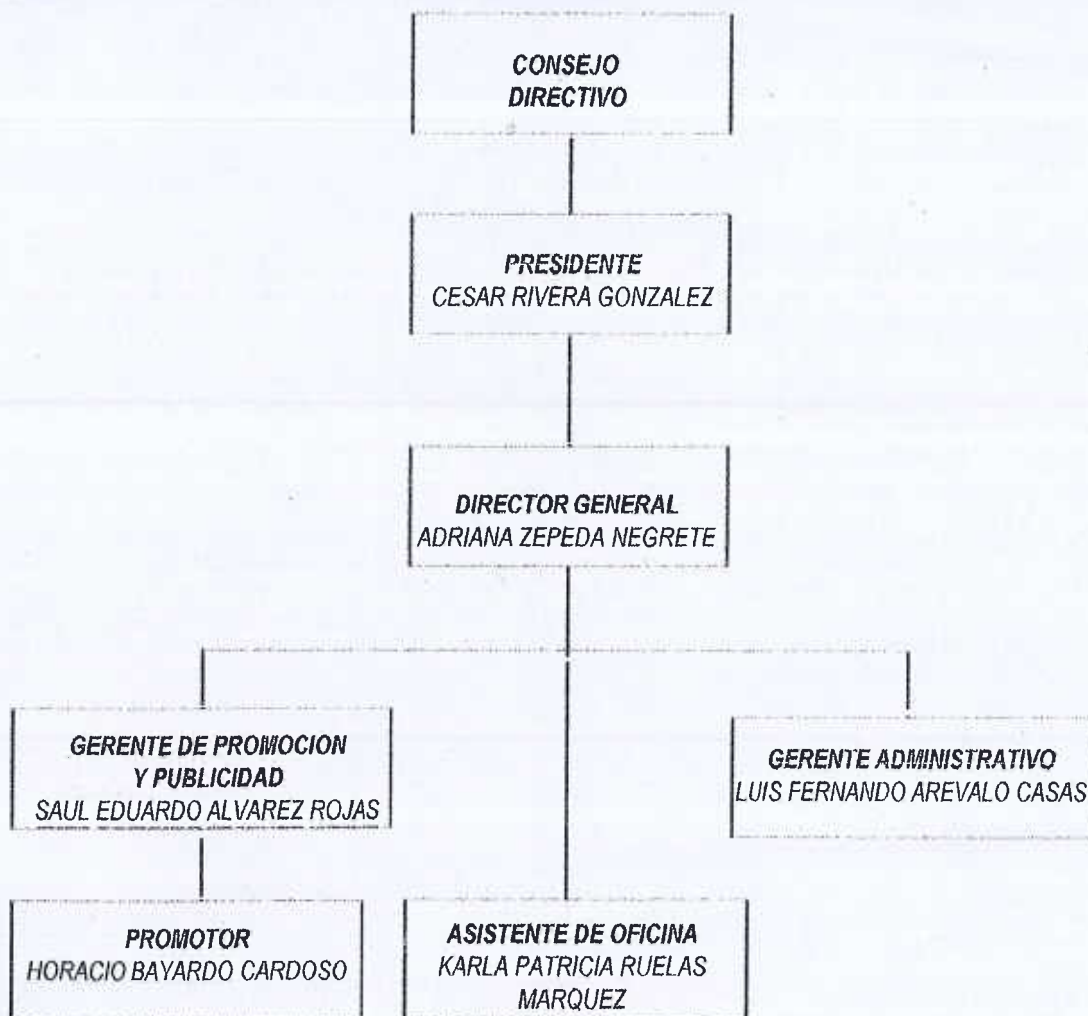 CONSEJO
DIRECTIVO
PRESIDENTE
CESAR RIVERA GONZALEZ
DIRECTOR GENERAL
ADRIANA ZEPEDA NEGRETE
GERENTE DE PROMOCION
Y PUBLICIDAD
SAUL EDUARDO ALVAREZ ROJAS
GERENTE ADMINISTRATIVO
LUIS FERNANDO AREVALO CASAS
PROMOTOR
HORACIO BAYARDO CARDOSO
ASISTENTE DE OFICINA
KARLA PATRICIA RUELAS
MARQUEZ